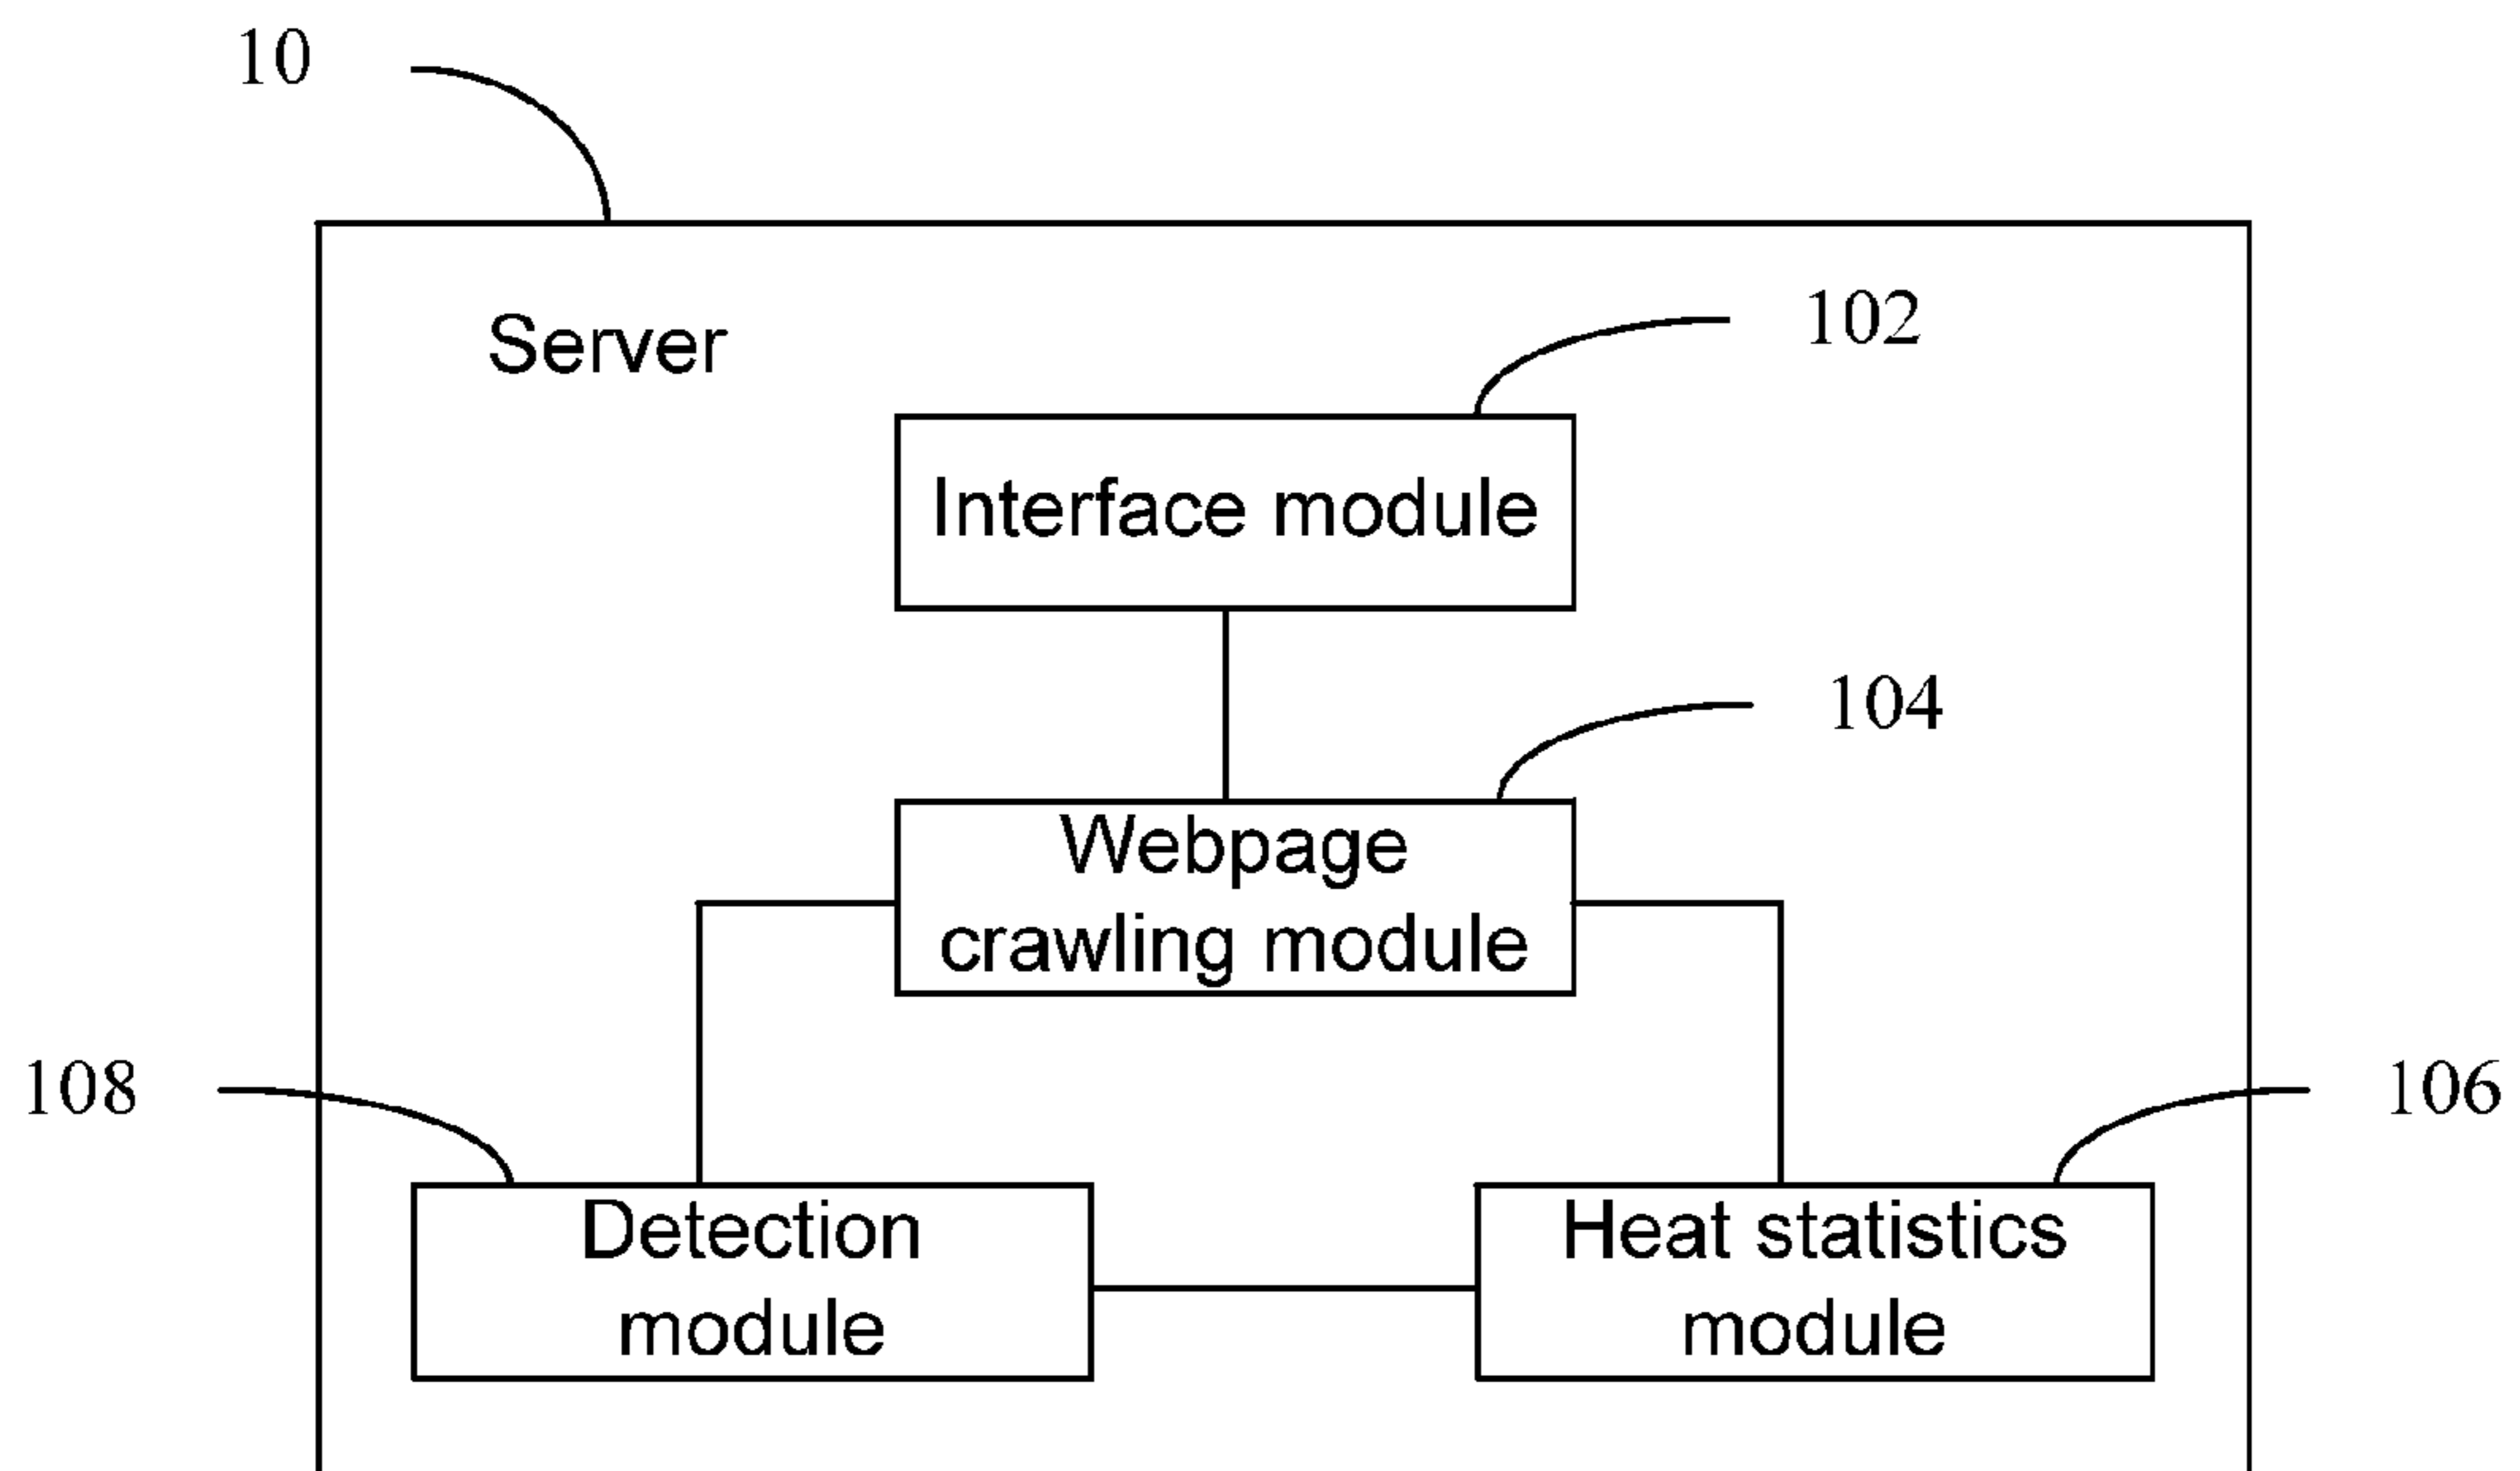 10
Server
102
Interface module
104
Webpage
crawling module
108
106
Detection
module
Heat statistics
module